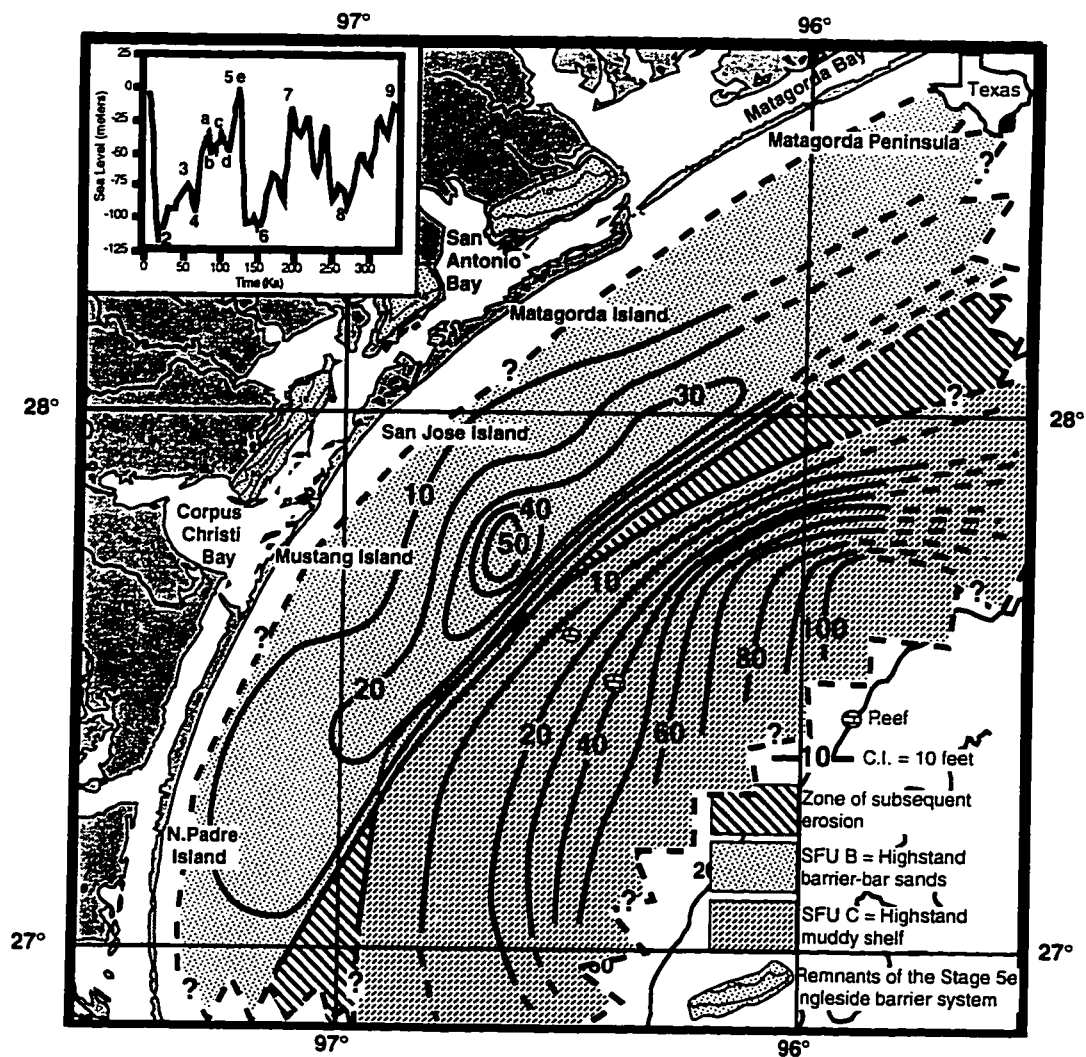 97°
96°
25
0
-25
-50
-75
-100
-125
Sea Level (meters)
0
50
100
150
200
250
300
Time (Ka)
2
3
4
a
b
c
d
5 e
6
7
8
9
Texas
Matagorda Bay
Matagorda Peninsula
?
San
Antonio
Bay
Matagorda Island
?
28°
28°
30
?
San Jose Island
10
40
50
Corpus
Christi
Bay
Mustang Island
10
?
?
100
80
20
20
40
60
?
Reef
10
C.I. = 10 feet
Zone of subsequent
erosion
N.Padre
Island
SFU B = Highstand
barrier-bar sands
?
SFU C = Highstand
muddy shelf
27°
27°
?
?
Remnants of the Stage 5e
ngleside barrier system
97°
96°